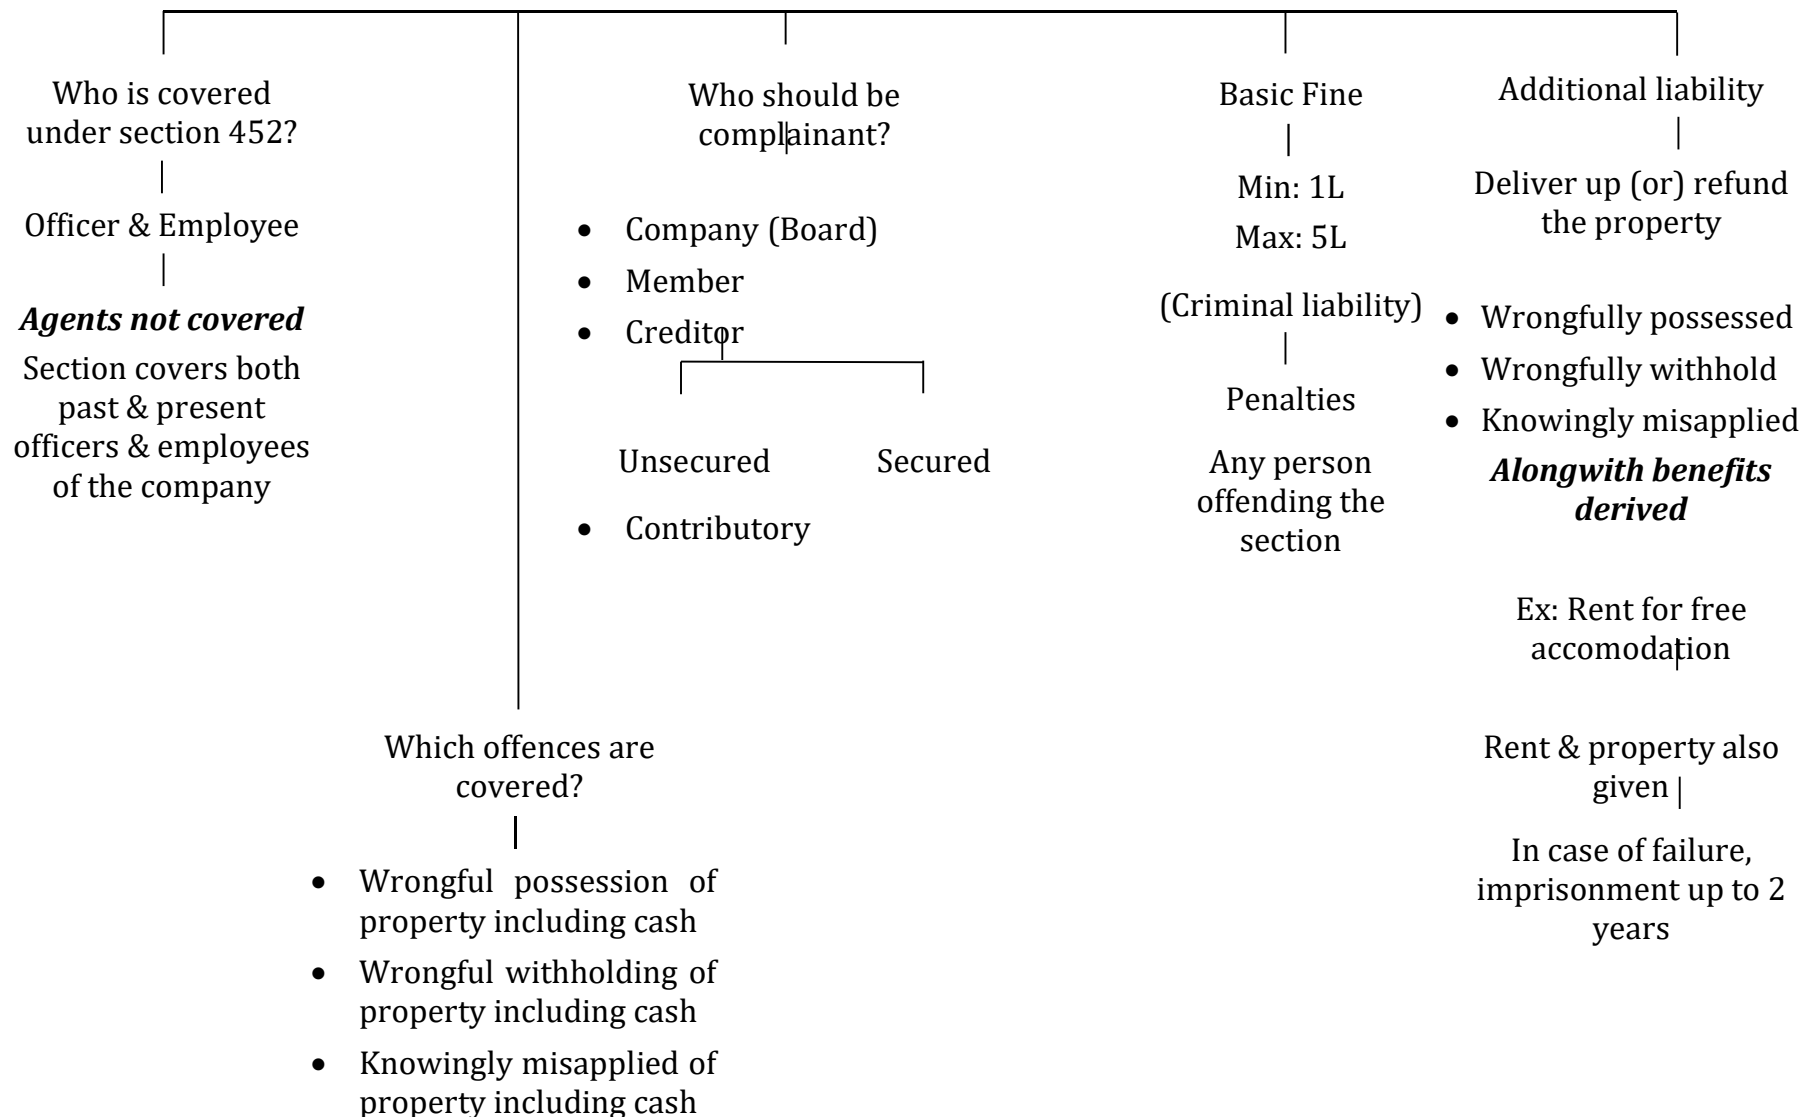 Who is covered
under section 452?
Officer & Employee
Agents not covered
Section covers both
past & present
officers & employees
of the company
Which offences are
covered?
• Wrongful possession of
property including cash
• Wrongful withholding of
property including cash
• Knowingly misapplied of
property including cash
Who should be
complainant?
• Company (Board)
• Member
• Creditor
Unsecured
Secured
• Contributory
Basic Fine
Min: 1L
Max: 5L
(Criminal liability)
Penalties
Any person
offending the
section
Additional liability
Deliver up (or) refund
the property
• Wrongfully possessed
• Wrongfully withhold
• Knowingly misapplied
Alongwith benefits
derived
Ex: Rent for free
accomodation
Rent & property also
given
In case of failure,
imprisonment up to 2
years